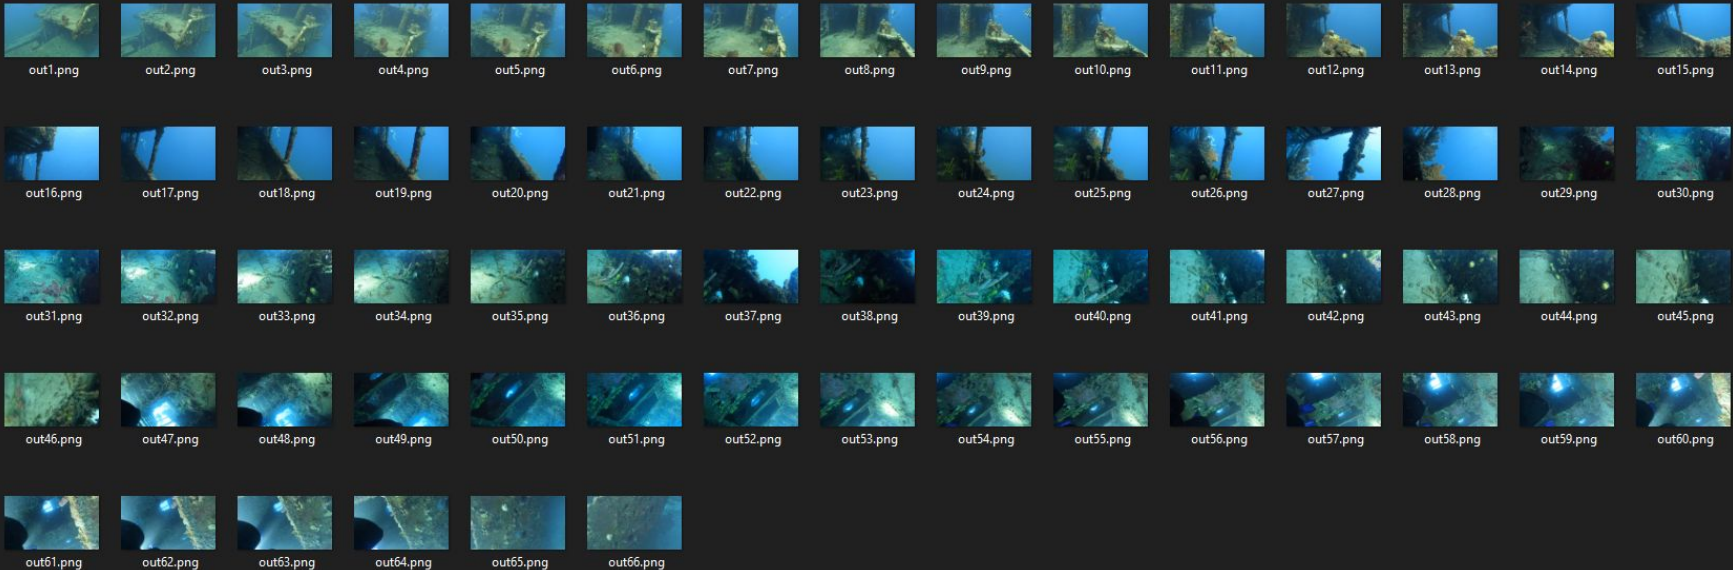 out1.png out2.png out3.png out4.png out5.png out6.png out7.png out8.png out9.png out10.png out11.png out12.png out13.png out14.png out15.png
out16.png out17.png out18.png out19.png out20.png out21.png out22.png out23.png out24.png out25.png out26.png out27.png out28.png out29.png out30.png
out31.png out32.png out33.png out34.png out35.png out36.png out37.png out38.png out39.png out40.png out41.png out42.png out43.png out44.png out45.png
out46.png out47.png out48.png out49.png out50.png out51.png out52.png out53.png out54.png out55.png out56.png out57.png out58.png out59.png out60.png
out61.png out62.png out63.png out64.png out65.png out66.png